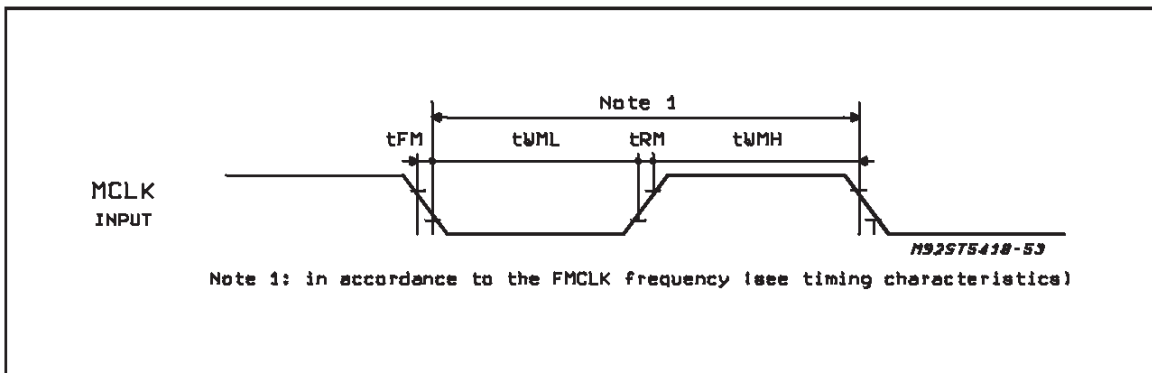 Note 1
tFM tWML tRM tWMH
MCLK
INPUT
M92ST5418-53
Note 1: in accordance to the FMCLK frequency (see timing characteristics)